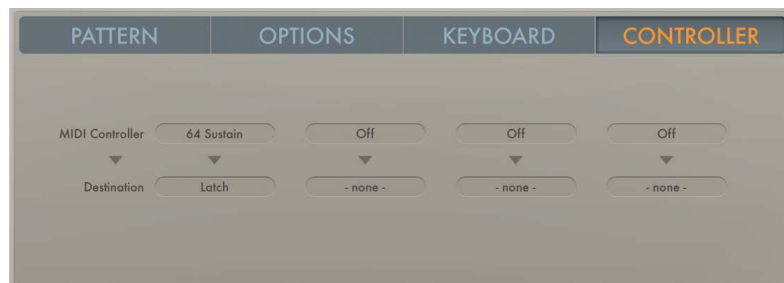 PATTERN OPTIONS KEYBOARD CONTROLLER
MIDI Controller 64 Sustain Off Off Off
Destination Latch - none - - none - - none -